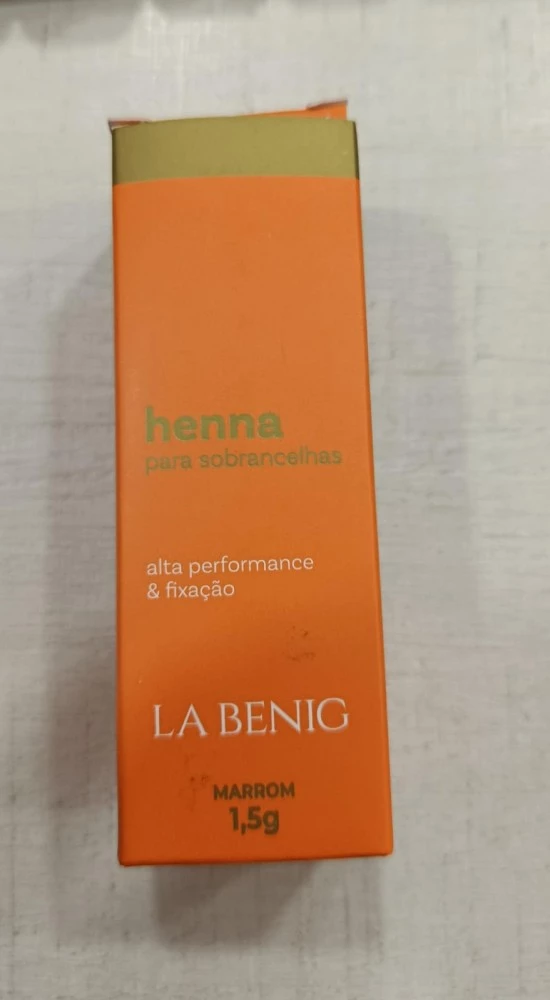 henna
para sobrancelhas
alta performance
& fixação
LA BENIG
MARROM
1,5g